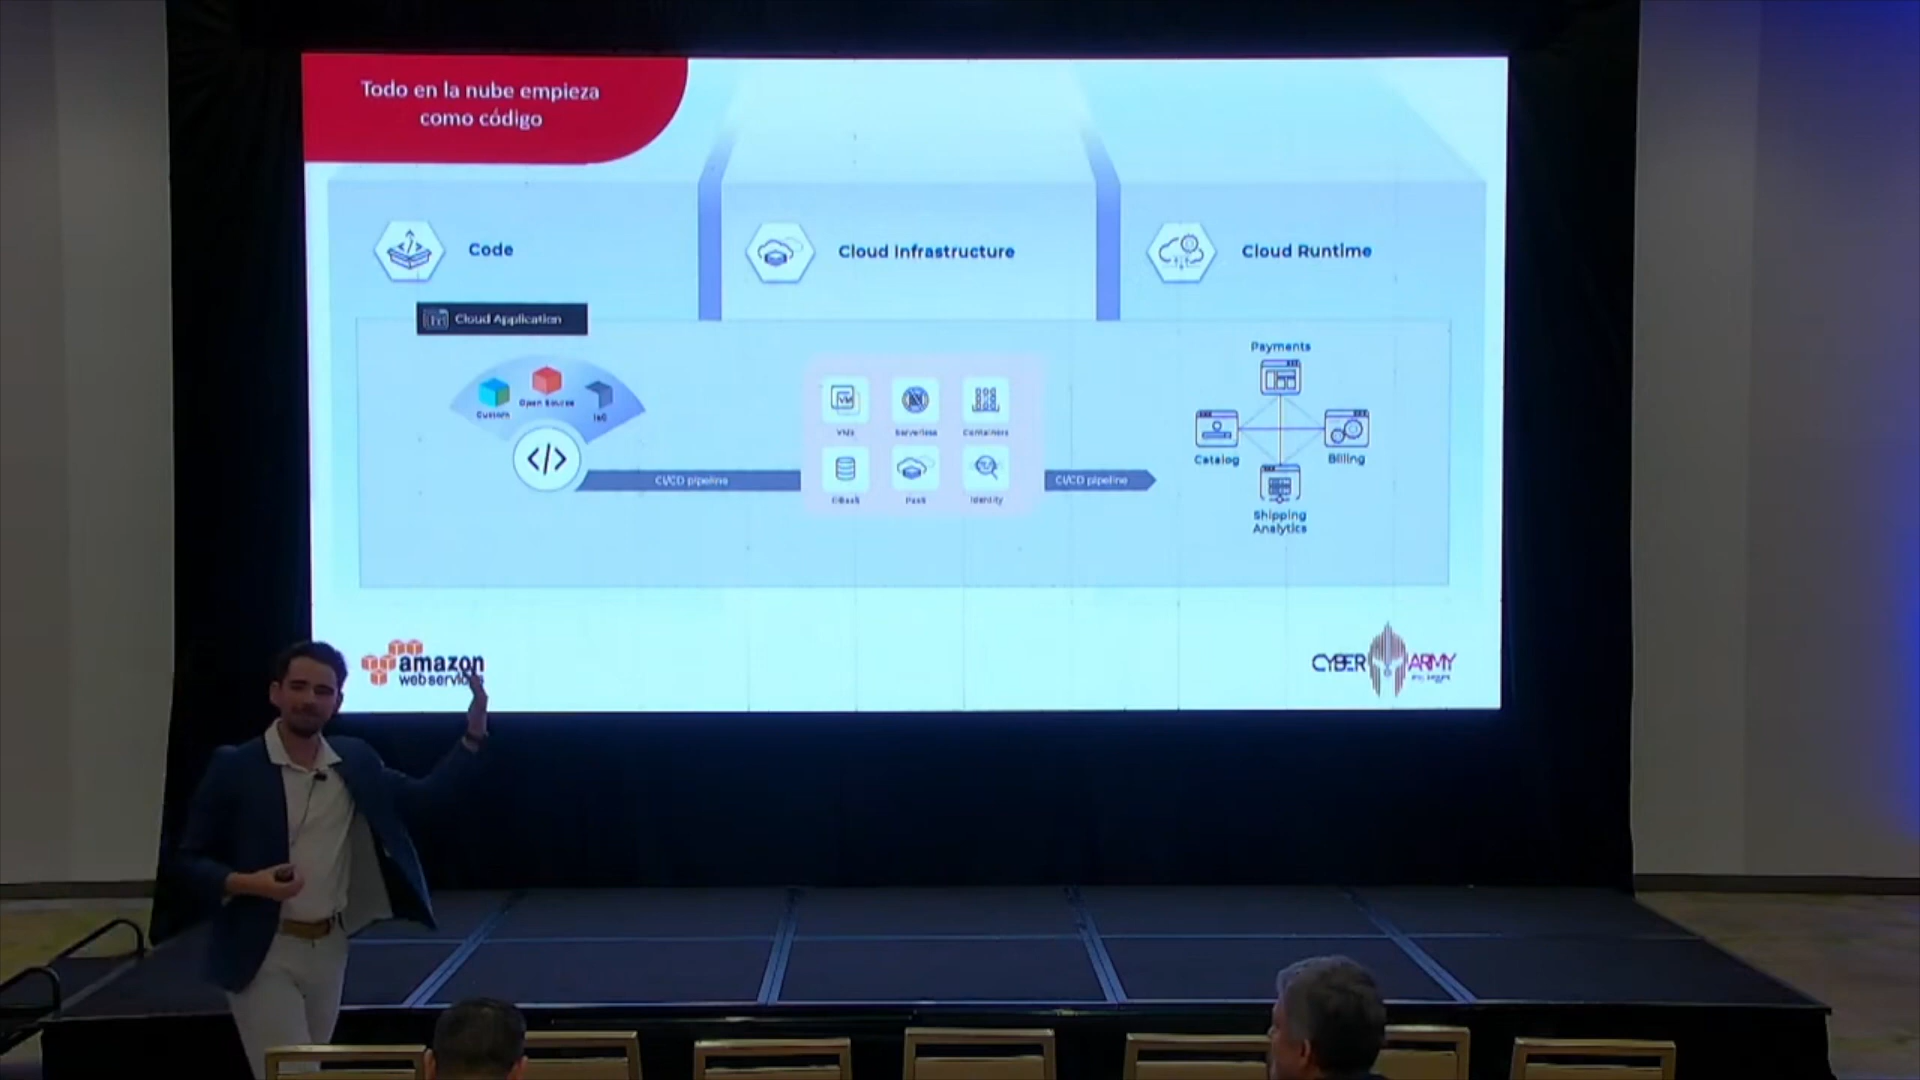 Todo en la nube empieza
como código
Code
Cloud Infrastructure
Cloud Runtime
Cloud Application
Custom
Open Source
IaC
</>
CI/CD pipeline
VMs
Serverless
Containers
DBaaS
PaaS
Identity
CI/CD pipeline
Payments
Catalog
Billing
Shipping
Analytics
amazon
web services
CYBER ARMY